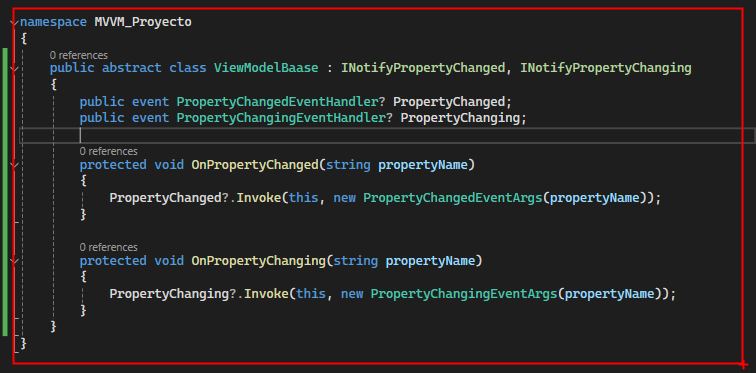 namespace MVVM_Proyecto
{
0 references
public abstract class ViewModelBaase : INotifyPropertyChanged, INotifyPropertyChanging
{
public event PropertyChangedEventHandler? PropertyChanged;
public event PropertyChangingEventHandler? PropertyChanging;
0 references
protected void OnPropertyChanged(string propertyName)
{
PropertyChanged?.Invoke(this, new PropertyChangedEventArgs(propertyName));
}
0 references
protected void OnPropertyChanging(string propertyName)
{
PropertyChanging?.Invoke(this, new PropertyChangingEventArgs(propertyName));
}
}
}